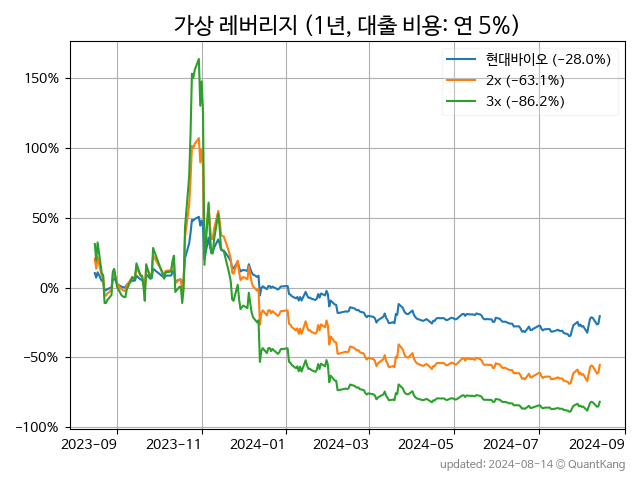 가상 레버리지 (1년, 대출 비용: 연 5%)
현대바이오 (-28.0%)
2x (-63.1%)
3x (-86.2%)
150%
100%
50%
0%
-50%
-100%
2023-09 2023-11 2024-01 2024-03 2024-05 2024-07 2024-09
updated: 2024-08-14 © QuantKang